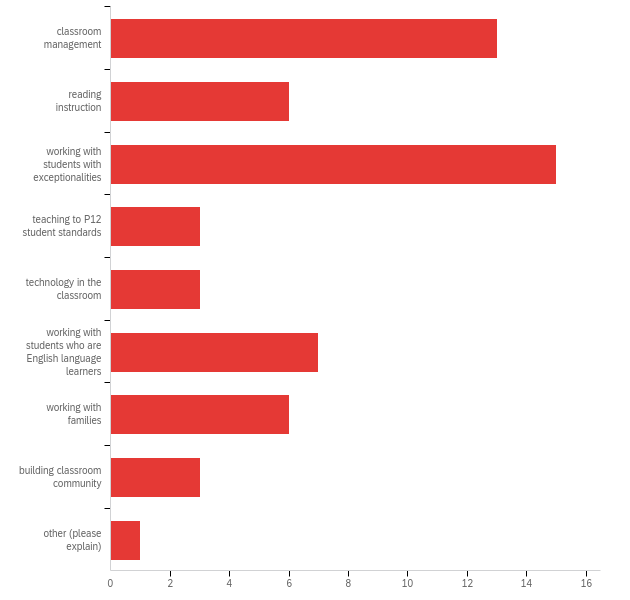 classroom
management
reading
instruction
working with
students with
exceptionalities
teaching to P12
student standards
technology in the
classroom
working with
students who are
English language
learners
working with
families
building classroom
community
other (please
explain)
0 2 4 6 8 10 12 14 16